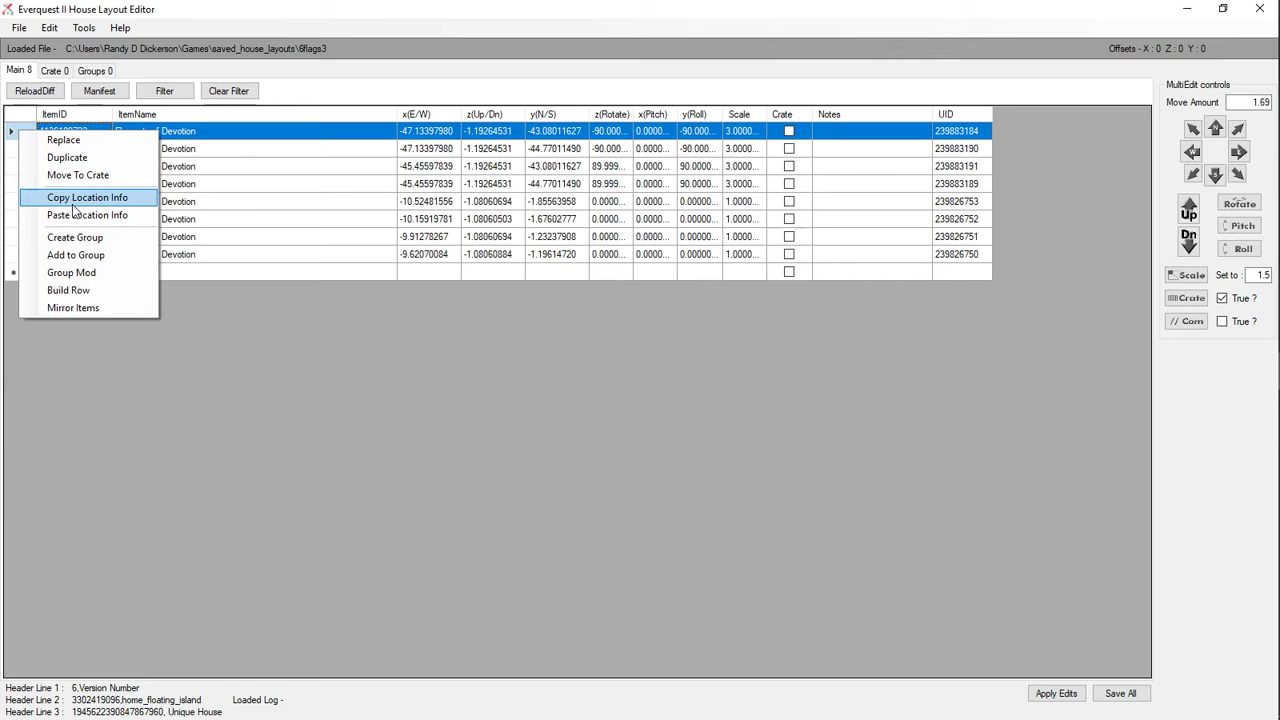 Everquest II House Layout Editor
File Edit Tools Help
Loaded File - C:\Users\Randy D Dickerson\Games\saved_house_layouts\6flags3 Offsets - X : 0 Z : 0 Y : 0
Main 8 Crate 0 Groups 0
ReloadDiff Manifest Filter Clear Filter
MultiEdit controls
Move Amount 1.69
ItemID ItemName x(E/W) z(Up/Dn) y(N/S) z(Rotate) x(Pitch) y(Roll) Scale Crate Notes UID
Devotion -47.13397980 -1.19264531 -43.08011627 -90.000... 0.0000... -90.000... 3.0000... 239883184
Devotion -47.13397980 -1.19264531 -44.77011490 -90.000... 0.0000... -90.000... 3.0000... 239883190
Devotion -45.45597839 -1.19264531 -43.08011627 89.999... 0.0000... 90.0000... 3.0000... 239883191
Devotion -45.45597839 -1.19264531 -44.77011490 89.999... 0.0000... 90.0000... 3.0000... 239883189
Devotion -10.52481556 -1.08060694 -1.85563958 0.0000... 0.0000... 0.0000... 1.0000... 239826753
Devotion -10.15919781 -1.08060503 -1.67602777 0.0000... 0.0000... 0.0000... 1.0000... 239826752
Devotion -9.91278267 -1.08060431 -1.23237908 0.0000... 0.0000... 0.0000... 1.0000... 239826751
Devotion -9.62070084 -1.08060884 -1.19614720 0.0000... 0.0000... 0.0000... 1.0000... 239826750
Replace
Duplicate
Move To Crate
Copy Location Info
Paste Location Info
Create Group
Add to Group
Group Mod
Build Row
Mirror Items
N
W E
S
Up Rotate
Pitch
Dn Roll
Scale Set to : 1.5
Crate True ?
// Com True ?
Header Line 1 : 6,Version Number
Header Line 2 : 3302419096,home_floating_island Loaded Log -
Header Line 3 : 1945622390847867960, Unique House
Apply Edits Save All